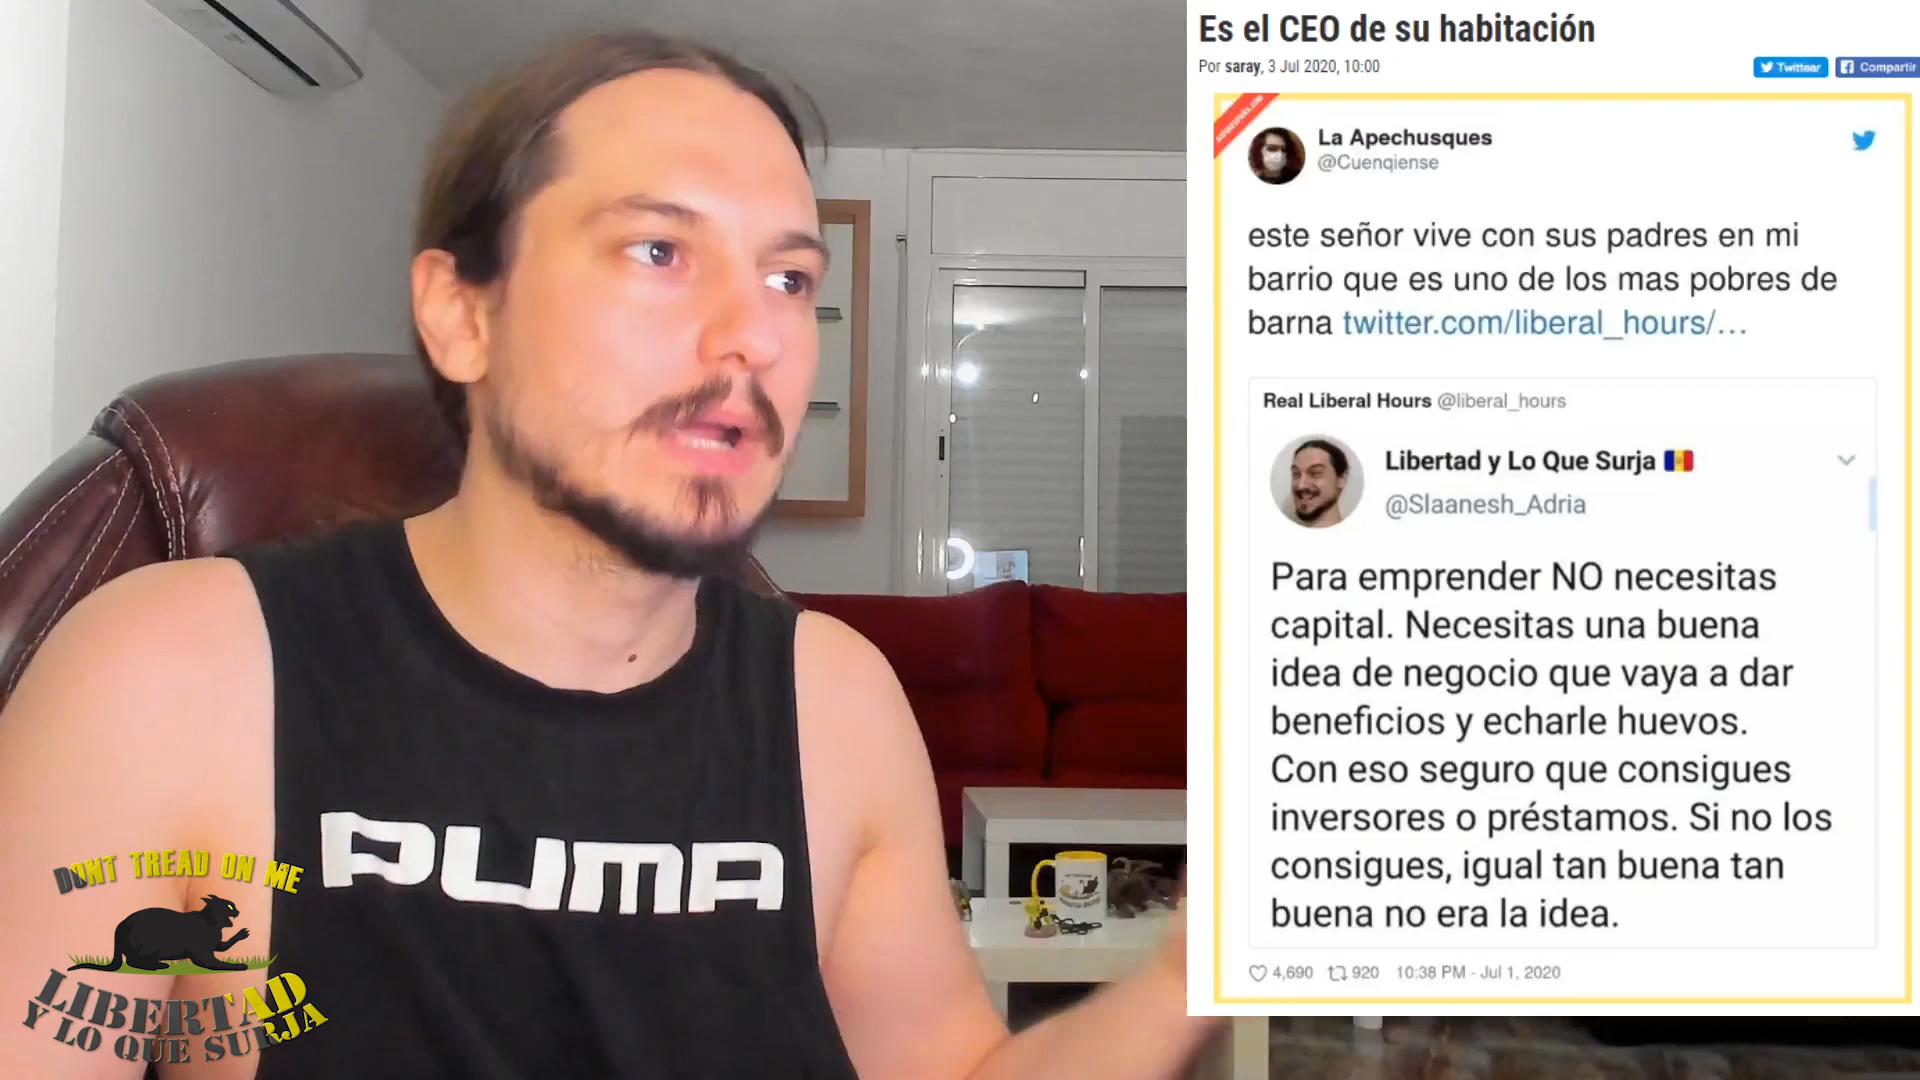 Es el CEO de su habitación
Por saray, 3 Jul 2020, 10:00
Twittear
Compartir
La Apechusques
@Cuenqiense
este señor vive con sus padres en mi
barrio que es uno de los mas pobres de
barna twitter.com/liberal_hours/...
Real Liberal Hours @liberal_hours
Libertad y Lo Que Surja
@Slaanesh_Adria
Para emprender NO necesitas
capital. Necesitas una buena
idea de negocio que vaya a dar
beneficios y echarle huevos.
Con eso seguro que consigues
inversores o préstamos. Si no los
consigues, igual tan buena tan
buena no era la idea.
4,690 920 10:38 PM - Jul 1, 2020
PUMA
DONT TREAD ON ME
LIBERTAD
Y LO QUE SURJA